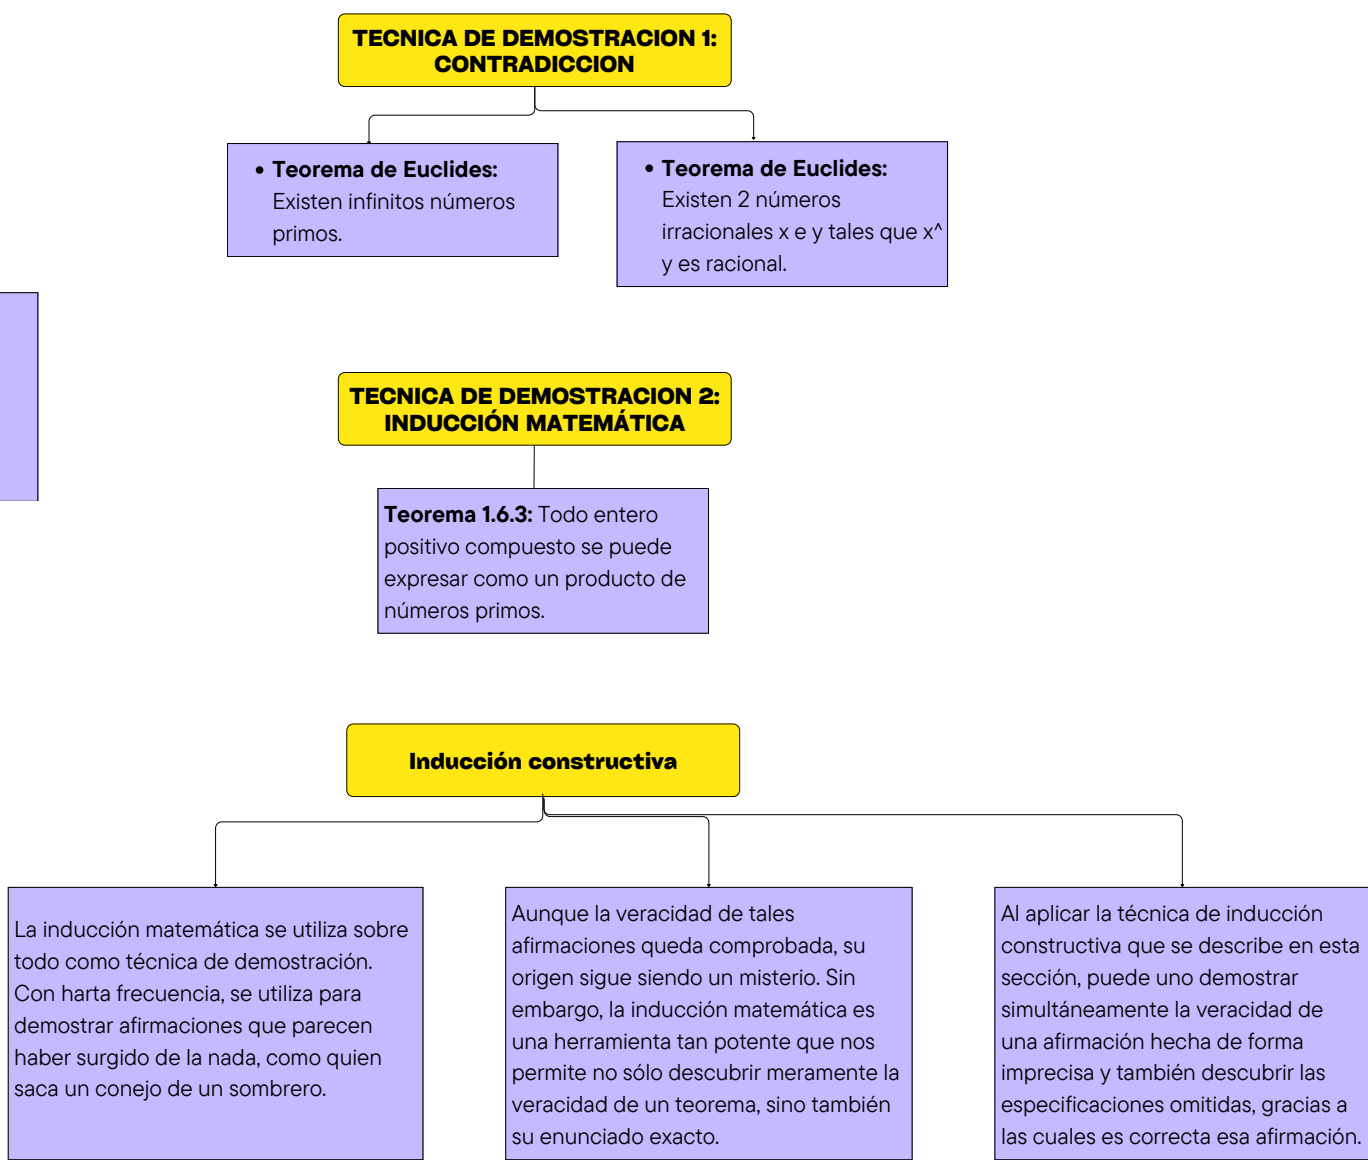 TECNICA DE DEMOSTRACION 1:
CONTRADICCION
• Teorema de Euclides:
Existen infinitos números
primos.
• Teorema de Euclides:
Existen 2 números
irracionales x e y tales que x^
y es racional.
TECNICA DE DEMOSTRACION 2:
INDUCCIÓN MATEMÁTICA
Teorema 1.6.3: Todo entero
positivo compuesto se puede
expresar como un producto de
números primos.
Inducción constructiva
La inducción matemática se utiliza sobre
todo como técnica de demostración.
Con harta frecuencia, se utiliza para
demostrar afirmaciones que parecen
haber surgido de la nada, como quien
saca un conejo de un sombrero.
Aunque la veracidad de tales
afirmaciones queda comprobada, su
origen sigue siendo un misterio. Sin
embargo, la inducción matemática es
una herramienta tan potente que nos
permite no sólo descubrir meramente la
veracidad de un teorema, sino también
su enunciado exacto.
Al aplicar la técnica de inducción
constructiva que se describe en esta
sección, puede uno demostrar
simultáneamente la veracidad de
una afirmación hecha de forma
imprecisa y también descubrir las
especificaciones omitidas, gracias a
las cuales es correcta esa afirmación.